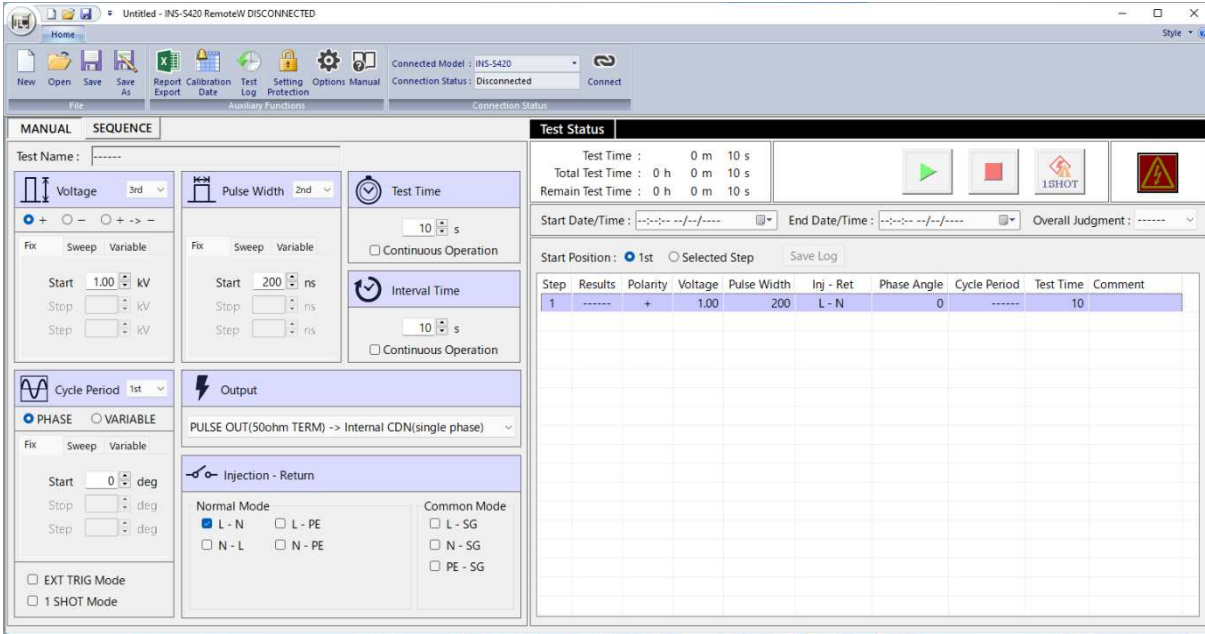 Untitled - INS-S420 RemoteW DISCONNECTED
Home
Style
New Open Save Save As Report Export Calibration Date Test Log Setting Protection Options Manual
Connected Model : INS-S420
Connection Status : Disconnected
Connect
File
Auxiliary Functions
Connection Status
MANUAL SEQUENCE
Test Name : ------
Voltage 3rd
+ - + -> -
Fix Sweep Variable
Start 1.00 kV
Stop kV
Step kV
Pulse Width 2nd
Fix Sweep Variable
Start 200 ns
Stop ns
Step ns
Test Time
10 s
Continuous Operation
Interval Time
10 s
Continuous Operation
Cycle Period 1st
PHASE VARIABLE
Fix Sweep Variable
Start 0 deg
Stop deg
Step deg
EXT TRIG Mode
1 SHOT Mode
Output
PULSE OUT(50ohm TERM) -> Internal CDN(single phase)
Injection - Return
Normal Mode
L - N L - PE
N - L N - PE
Common Mode
L - SG
N - SG
PE - SG
Test Status
Test Time : 0 m 10 s
Total Test Time : 0 h 0 m 10 s
Remain Test Time : 0 h 0 m 10 s
1SHOT
Start Date/Time : --:--:-- --/--/---- End Date/Time : --:--:-- --/--/---- Overall Judgment : ------
Start Position : 1st Selected Step Save Log
Step Results Polarity Voltage Pulse Width Inj - Ret Phase Angle Cycle Period Test Time Comment
1 ------ + 1.00 200 L - N 0 ------ 10